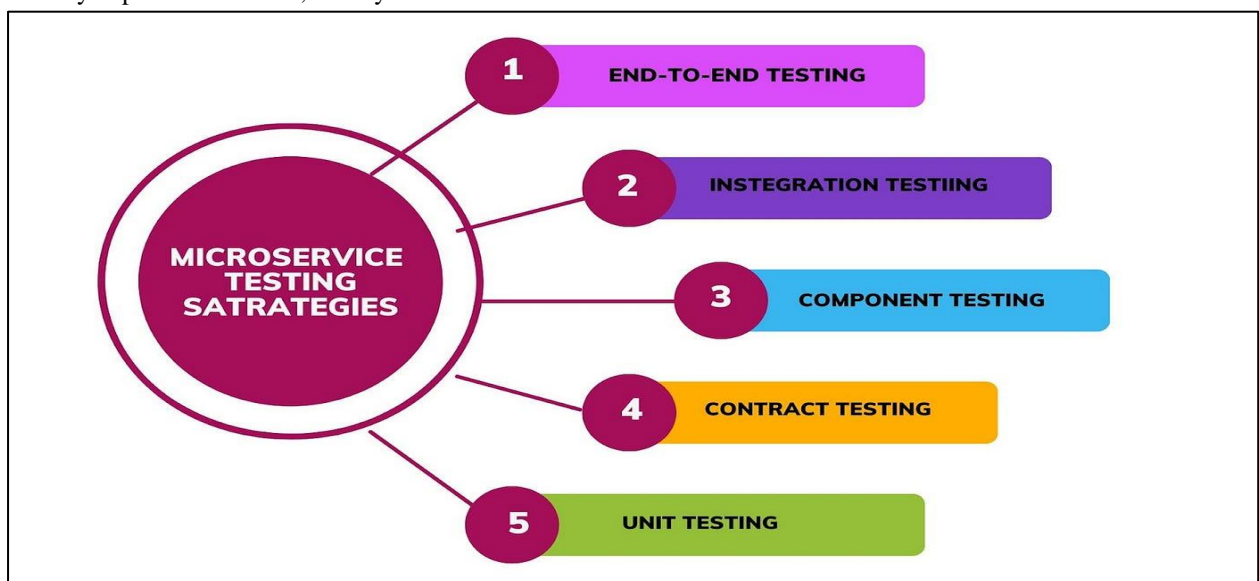 MICROSERVICE
TESTING
SATRATEGIES
1
END-TO-END TESTING
2
INSTEGRATION TESTIING
3
COMPONENT TESTING
4
CONTRACT TESTING
5
UNIT TESTING